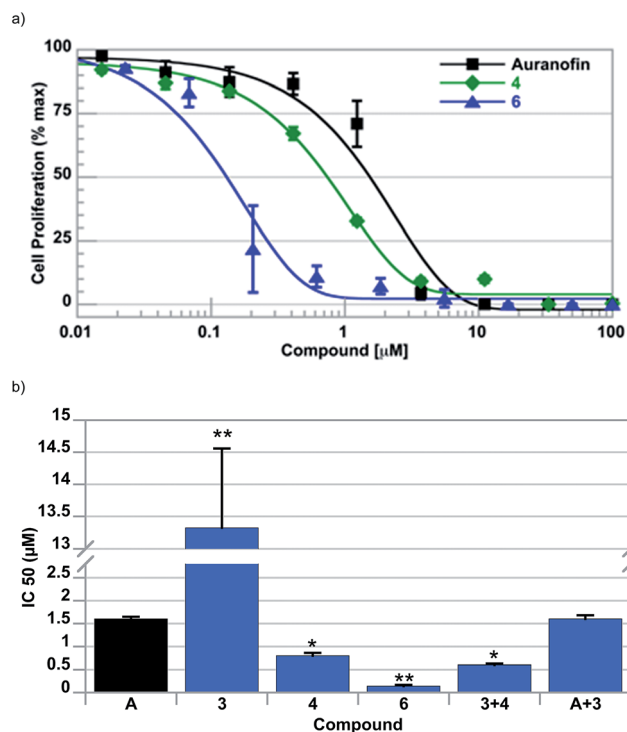 a)
Auranofin
4
6
Cell Proliferation (% max)
100
75
50
25
0
0.01 0.1 1 10 100
Compound [µM]
b)
IC 50 (µM)
15
14.5
14
13.5
13
2.5
2
1.5
1
0.5
0
** * ** *
A 3 4 6 3+4 A+3
Compound